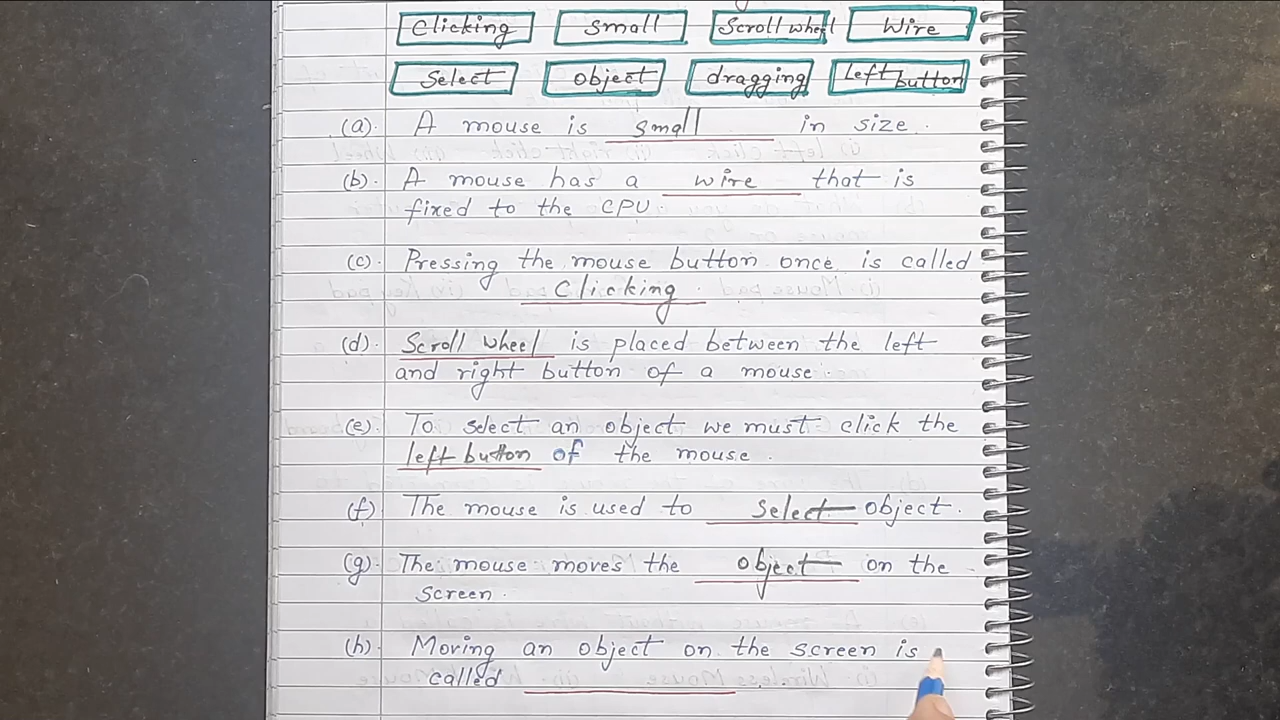 Clicking Small Scroll wheel Wire
Select object dragging Left button
(a). A mouse is small in size.
(b). A mouse has a wire that is
fixed to the CPU.
(c). Pressing the mouse button once is called
Clicking.
(d). Scroll wheel is placed between the left
and right button of a mouse.
(e). To select an object we must click the
left button of the mouse.
(f) The mouse is used to Select object.
(g). The mouse moves the object on the
Screen.
(h). Moving an object on the screen is
called